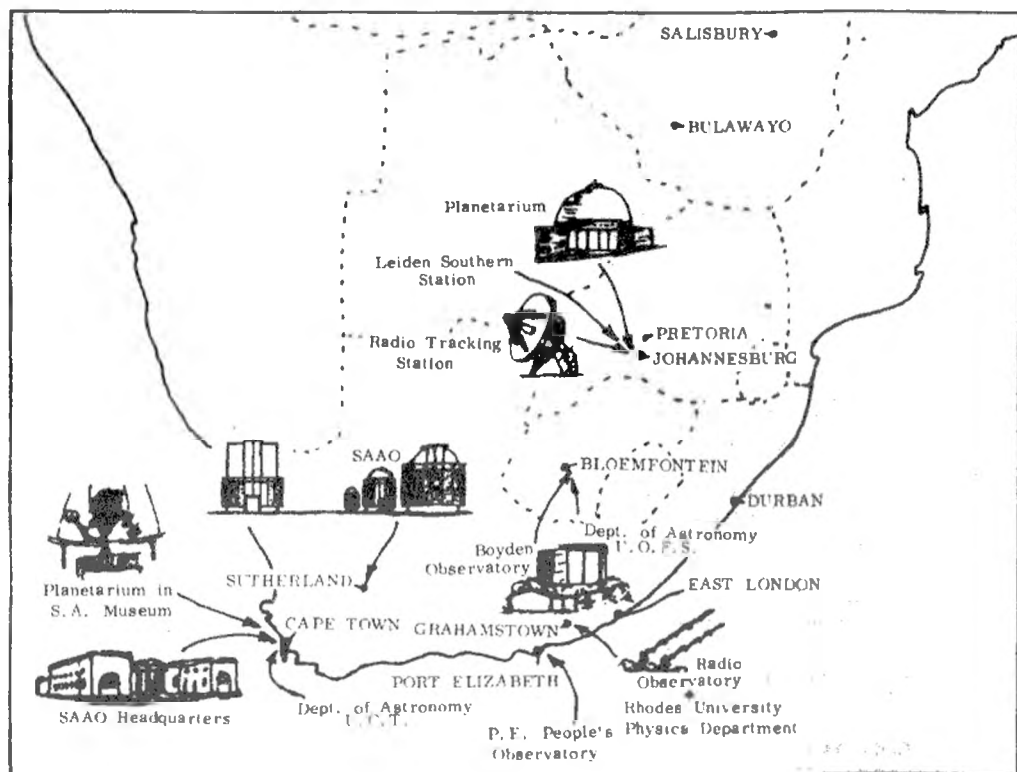 SALISBURY
BULAWAYO
Planetarium
Leiden Southern
Station
Radio Tracking
Station
PRETORIA
JOHANNESBURG
SAAO
BLOEMFONTEIN
DURBAN
Dept. of Astronomy
U.O.F.S.
Boyden
Observatory
SUTHERLAND
EAST LONDON
Planetarium in
S.A. Museum
CAPE TOWN
GRAHAMSTOWN
Radio
Observatory
PORT ELIZABETH
SAAO Headquarters
Dept. of Astronomy
U.C.T.
Rhodes University
Physics Department
P.E. People's
Observatory